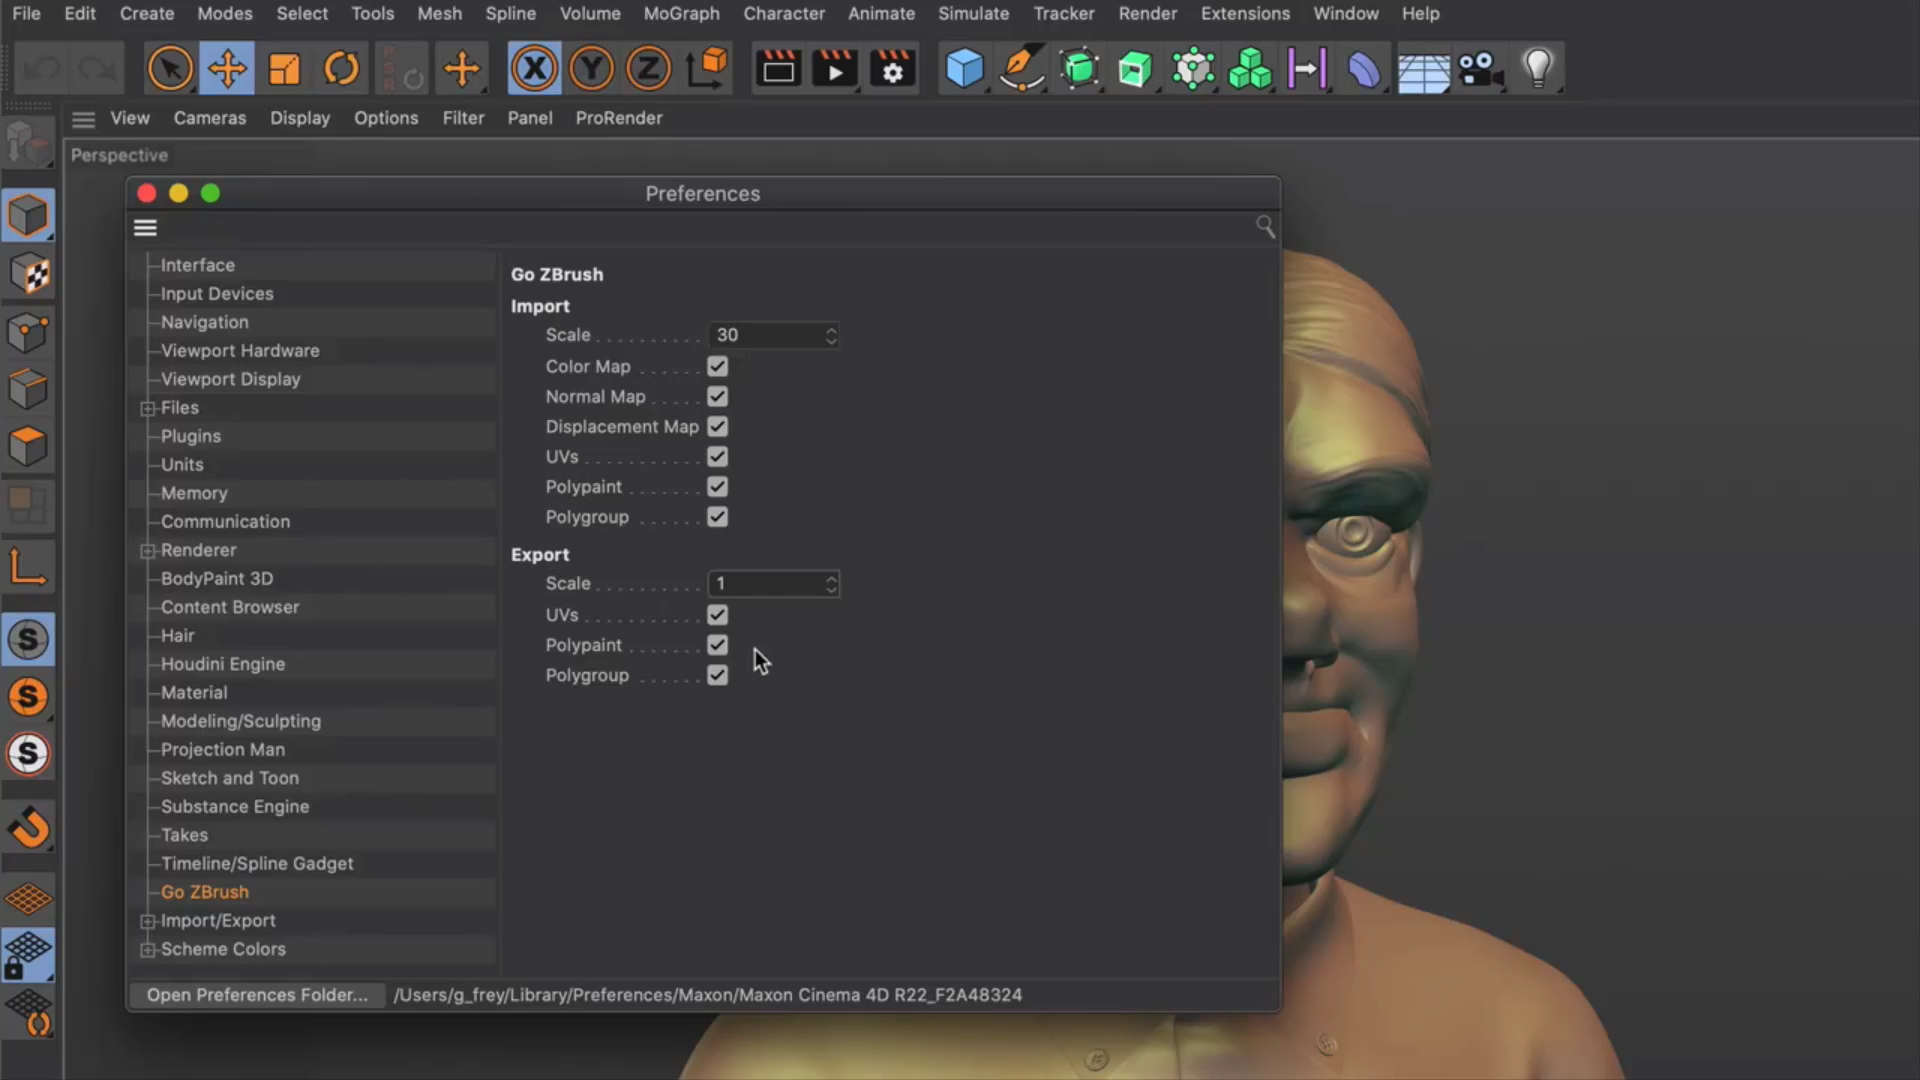 File Edit Create Modes Select Tools Mesh Spline Volume MoGraph Character Animate Simulate Tracker Render Extensions Window Help
PSR
X Y Z
View Cameras Display Options Filter Panel ProRender
Perspective
Preferences
Interface
Input Devices
Navigation
Viewport Hardware
Viewport Display
Files
Plugins
Units
Memory
Communication
Renderer
BodyPaint 3D
Content Browser
Hair
Houdini Engine
Material
Modeling/Sculpting
Projection Man
Sketch and Toon
Substance Engine
Takes
Timeline/Spline Gadget
Go ZBrush
Import/Export
Scheme Colors
Go ZBrush
Import
Scale 30
Color Map
Normal Map
Displacement Map
UVs
Polypaint
Polygroup
Export
Scale 1
UVs
Polypaint
Polygroup
S
S
S
Open Preferences Folder... /Users/g_frey/Library/Preferences/Maxon/Maxon Cinema 4D R22_F2A48324